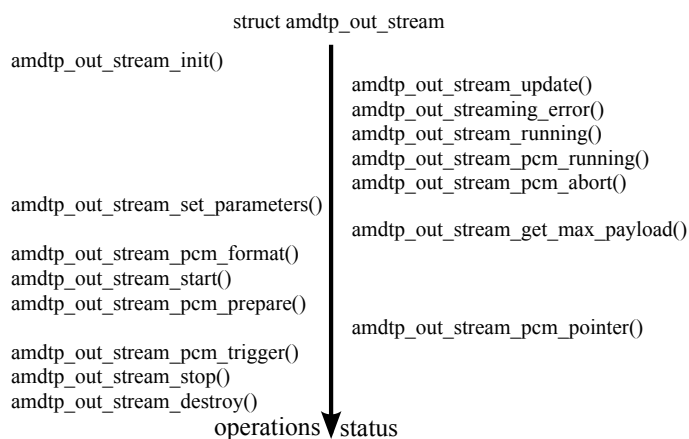 struct amdtp_out_stream
amdtp_out_stream_init()
amdtp_out_stream_update()
amdtp_out_streaming_error()
amdtp_out_stream_running()
amdtp_out_stream_pcm_running()
amdtp_out_stream_pcm_abort()
amdtp_out_stream_set_parameters()
amdtp_out_stream_get_max_payload()
amdtp_out_stream_pcm_format()
amdtp_out_stream_start()
amdtp_out_stream_pcm_prepare()
amdtp_out_stream_pcm_pointer()
amdtp_out_stream_pcm_trigger()
amdtp_out_stream_stop()
amdtp_out_stream_destroy()
operations status